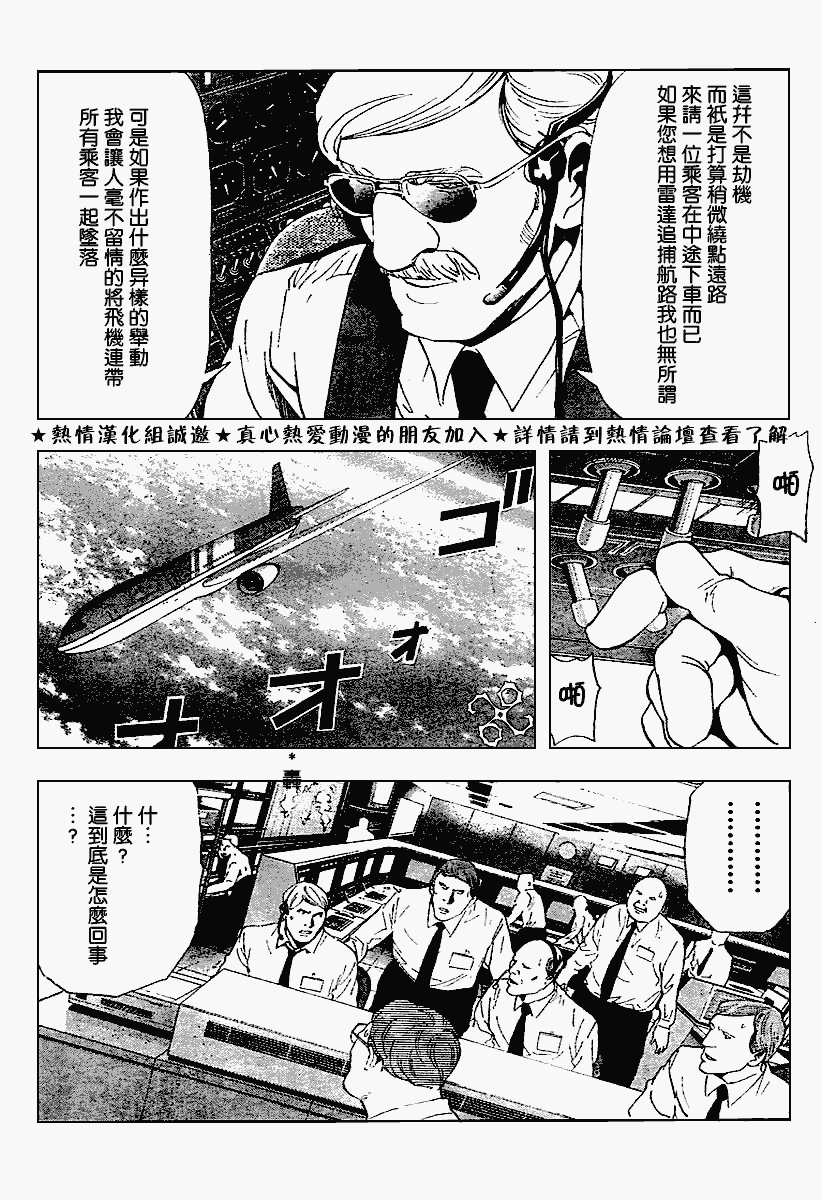 這幷不是劫機
而衹是打算稍微繞點遠路
來請一位乘客在中途下車而已
如果您想用雷達追捕航路我也無所謂
可是如果作出什麼异樣的舉動
我會讓人毫不留情的將飛機連帶
所有乘客一起墜落
★熱情漢化組誠邀★真心熱愛動漫的朋友加入★詳情請到熱情論壇查看了解
啪
啪
ゴ
オ
オ
オ
*轟
…………
…………
什…
什麼?
這到底是怎麼回事
…?